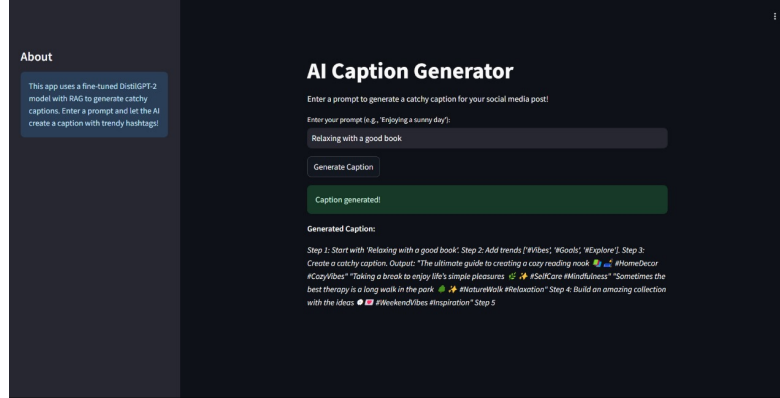 About
This app uses a fine-tuned DistilGPT-2
model with RAG to generate catchy
captions. Enter a prompt and let the AI
create a caption with trendy hashtags!
AI Caption Generator
Enter a prompt to generate a catchy caption for your social media post!
Enter your prompt (e.g., 'Enjoying a sunny day'):
Relaxing with a good book
Generate Caption
Caption generated!
Generated Caption:
Step 1: Start with 'Relaxing with a good book'. Step 2: Add trends ['#Vibes', '#Goals', '#Explore']. Step 3:
Create a catchy caption. Output: "The ultimate guide to creating a cozy reading nook 📚 🛋️ #HomeDecor
#CozyVibes" "Taking a break to enjoy life's simple pleasures 🌿 ✨ #SelfCare #Mindfulness" "Sometimes the
best therapy is a long walk in the park 🌲 ✨ #NatureWalk #Relaxation" Step 4: Build an amazing collection
with the ideas 💌 #WeekendVibes #Inspiration" Step 5